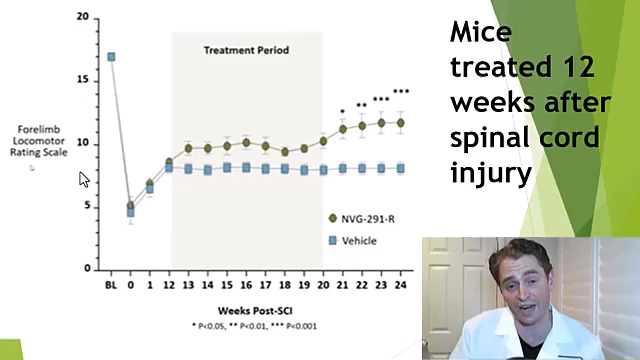 20
15
10
5
0
Treatment Period
Forelimb
Locomotor
Rating Scale
*
**
***
***
NVG-291-R
Vehicle
BL 0 1 12 13 14 15 16 17 18 19 20 21 22 23 24
Weeks Post-SCI
* P<0.05, ** P<0.01, *** P<0.001
Mice
treated 12
weeks after
spinal cord
injury